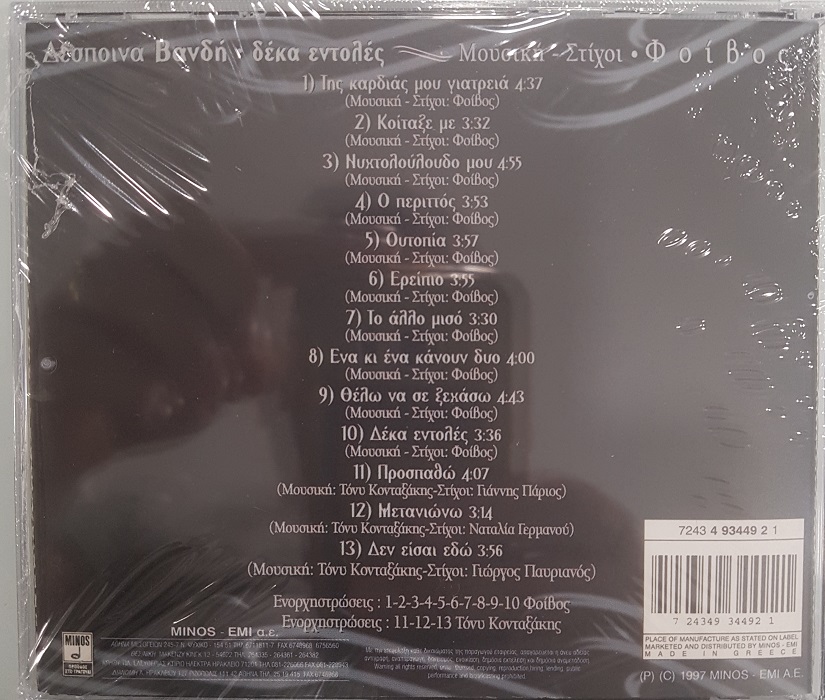 Δέσποινα Βανδή • δέκα εντολές Μουσική - Στίχοι • Φοίβος
1) Της καρδιάς μου γιατρειά 4:37
(Μουσική - Στίχοι: Φοίβος)
2) Κοίταξε με 3:32
(Μουσική - Στίχοι: Φοίβος)
3) Νυχτολούλουδο μου 4:55
(Μουσική - Στίχοι: Φοίβος)
4) Ο περιττός 3:53
(Μουσική - Στίχοι: Φοίβος)
5) Ουτοπία 3:57
(Μουσική - Στίχοι: Φοίβος)
6) Ερείπιο 3:55
(Μουσική - Στίχοι: Φοίβος)
7) Το άλλο μισό 3:30
(Μουσική - Στίχοι: Φοίβος)
8) Ενα κι ένα κάνουν δυο 4:00
(Μουσική - Στίχοι: Φοίβος)
9) Θέλω να σε ξεχάσω 4:43
(Μουσική - Στίχοι: Φοίβος)
10) Δέκα εντολές 3:36
(Μουσική - Στίχοι: Φοίβος)
11) Προσπαθώ 4:07
(Μουσική: Τόνυ Κονταξάκης-Στίχοι: Γιάννης Πάριος)
12) Μετανιώνω 3:14
(Μουσική: Τόνυ Κονταξάκης-Στίχοι: Ναταλία Γερμανού)
13) Δεν είσαι εδώ 3:56
(Μουσική: Τόνυ Κονταξάκης-Στίχοι: Γιώργος Παυριανός)
Ενορχηστρώσεις : 1-2-3-4-5-6-7-8-9-10 Φοίβος
Ενορχηστρώσεις : 11-12-13 Τόνυ Κονταξάκης
7243 4 93449 2 1
7 24349 34492 1
PLACE OF MANUFACTURE AS STATED ON LABEL
MARKETED AND DISTRIBUTED BY MINOS - EMI
MADE IN GREECE
MINOS
MINOS - EMI α.ε.
(P) (C) 1997 MINOS - EMI A.E.